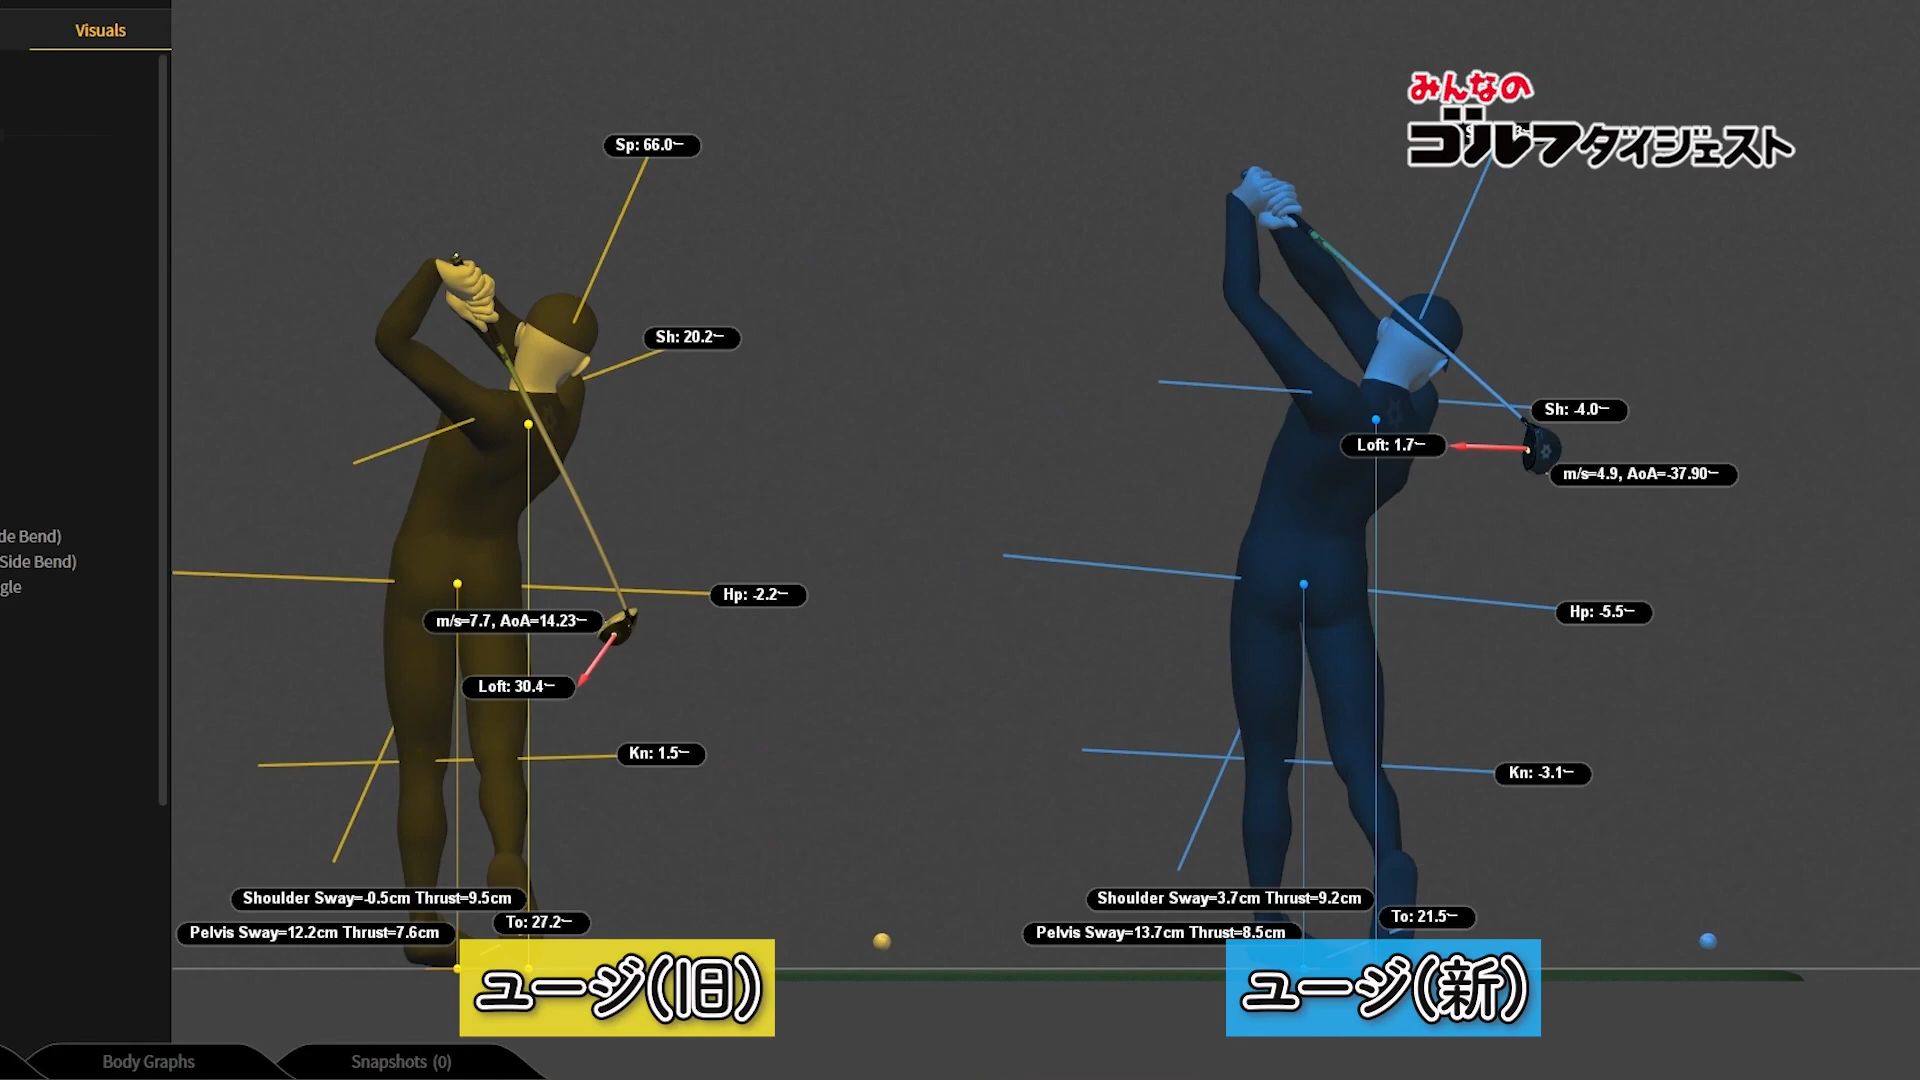 Visuals
みんなの
ゴルフダイジェスト
Sp: 66.0
Sh: 20.2
Sh: -4.0
Loft: 1.7
m/s=4.9, AoA=-37.90
de Bend)
Side Bend)
gle
Hp: -2.2
Hp: -5.5
m/s=7.7, AoA=14.23
Loft: 30.4
Kn: 1.5
Kn: -3.1
Shoulder Sway=-0.5cm Thrust=9.5cm
Shoulder Sway=3.7cm Thrust=9.2cm
To: 27.2
To: 21.5
Pelvis Sway=12.2cm Thrust=7.6cm
Pelvis Sway=13.7cm Thrust=8.5cm
ユージ(旧)
ユージ(新)
Body Graphs
Snapshots (0)